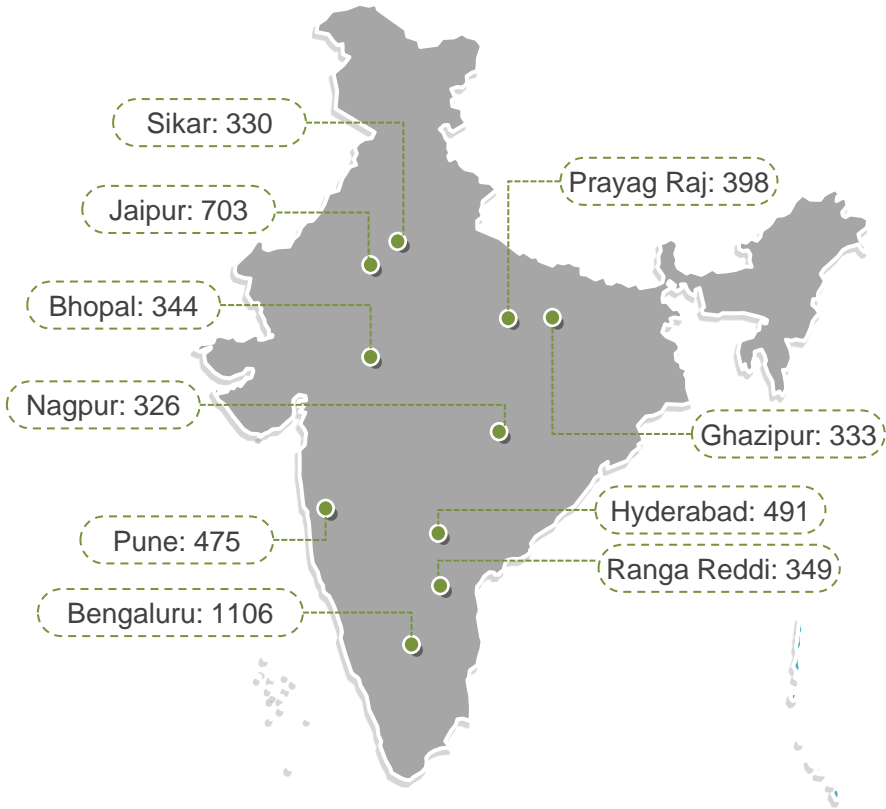 Sikar: 330
Prayag Raj: 398
Jaipur: 703
Bhopal: 344
Nagpur: 326
Ghazipur: 333
Hyderabad: 491
Pune: 475
Ranga Reddi: 349
Bengaluru: 1106